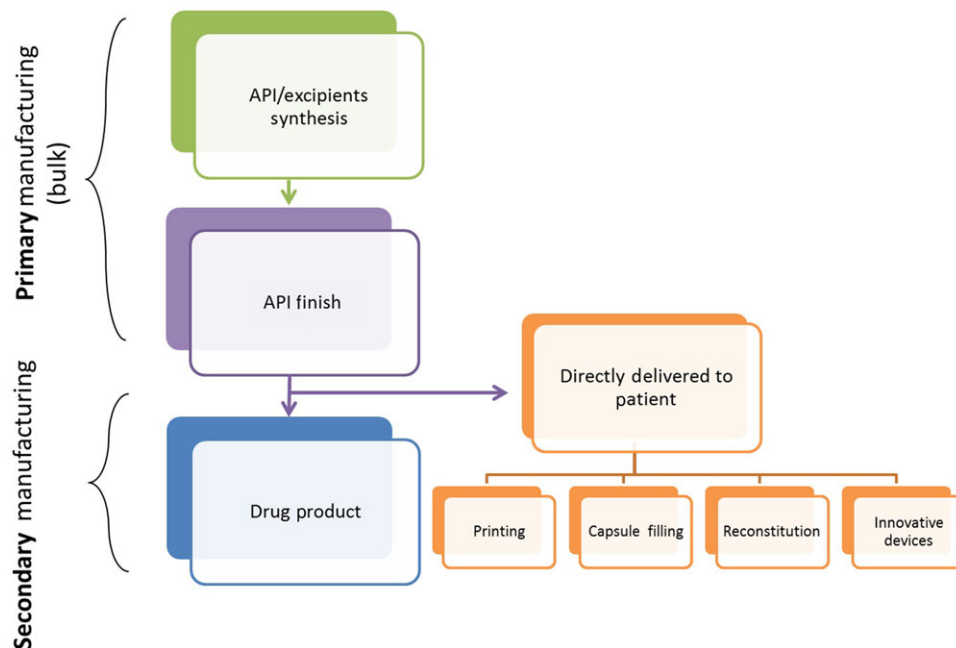 Primary manufacturing
(bulk)
API/excipients
synthesis
API finish
Directly delivered to
patient
Secondary manufacturing
Drug product
Printing
Capsule filling
Reconstitution
Innovative
devices